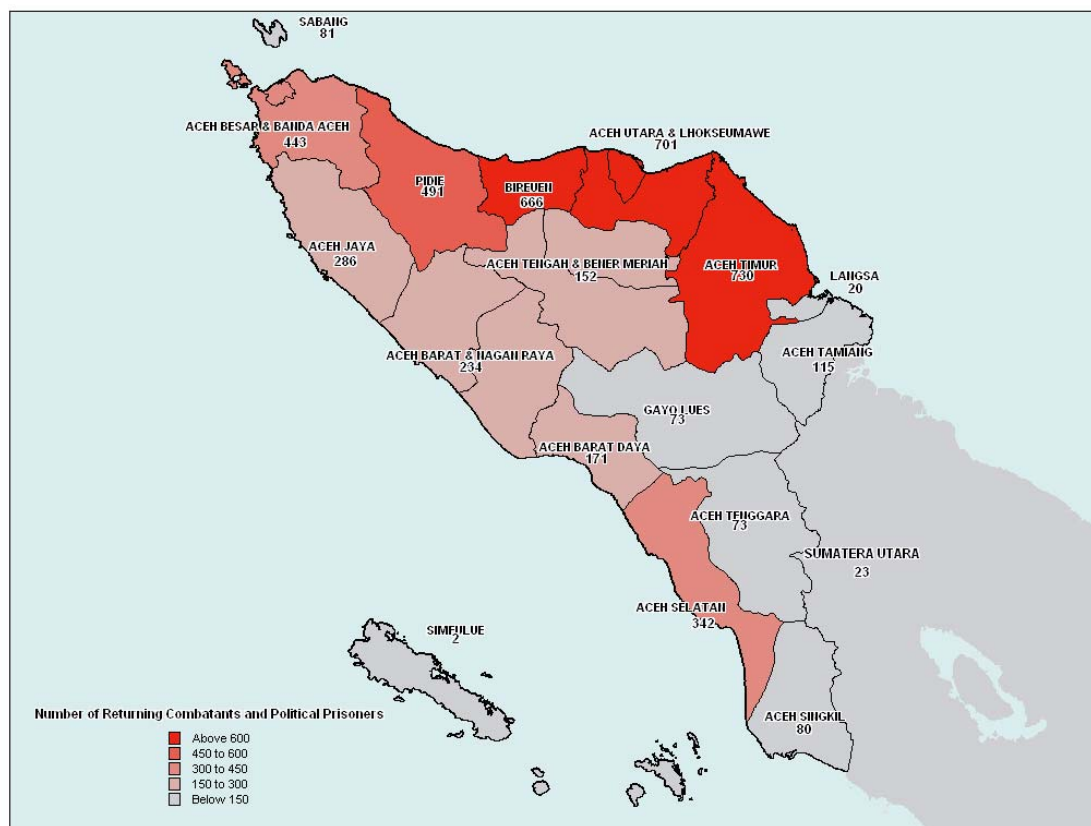 SABANG
81
ACEH BESAR & BANDA ACEH
443
ACEH UTARA & LHOKSEUMAWE
701
PIDIE
491
BIREUEN
666
ACEH JAYA
286
ACEH TENGAH & BENER MERIAH
152
ACEH TIMUR
730
LANGSA
20
ACEH BARAT & NAGAN RAYA
234
ACEH TAMIANG
115
GAYO LUES
73
ACEH BARAT DAYA
171
ACEH TENGGARA
73
SUMATERA UTARA
23
ACEH SELATAN
342
SIMEULUE
2
ACEH SINGKIL
80
Number of Returning Combatants and Political Prisoners
Above 600
450 to 600
300 to 450
150 to 300
Below 150